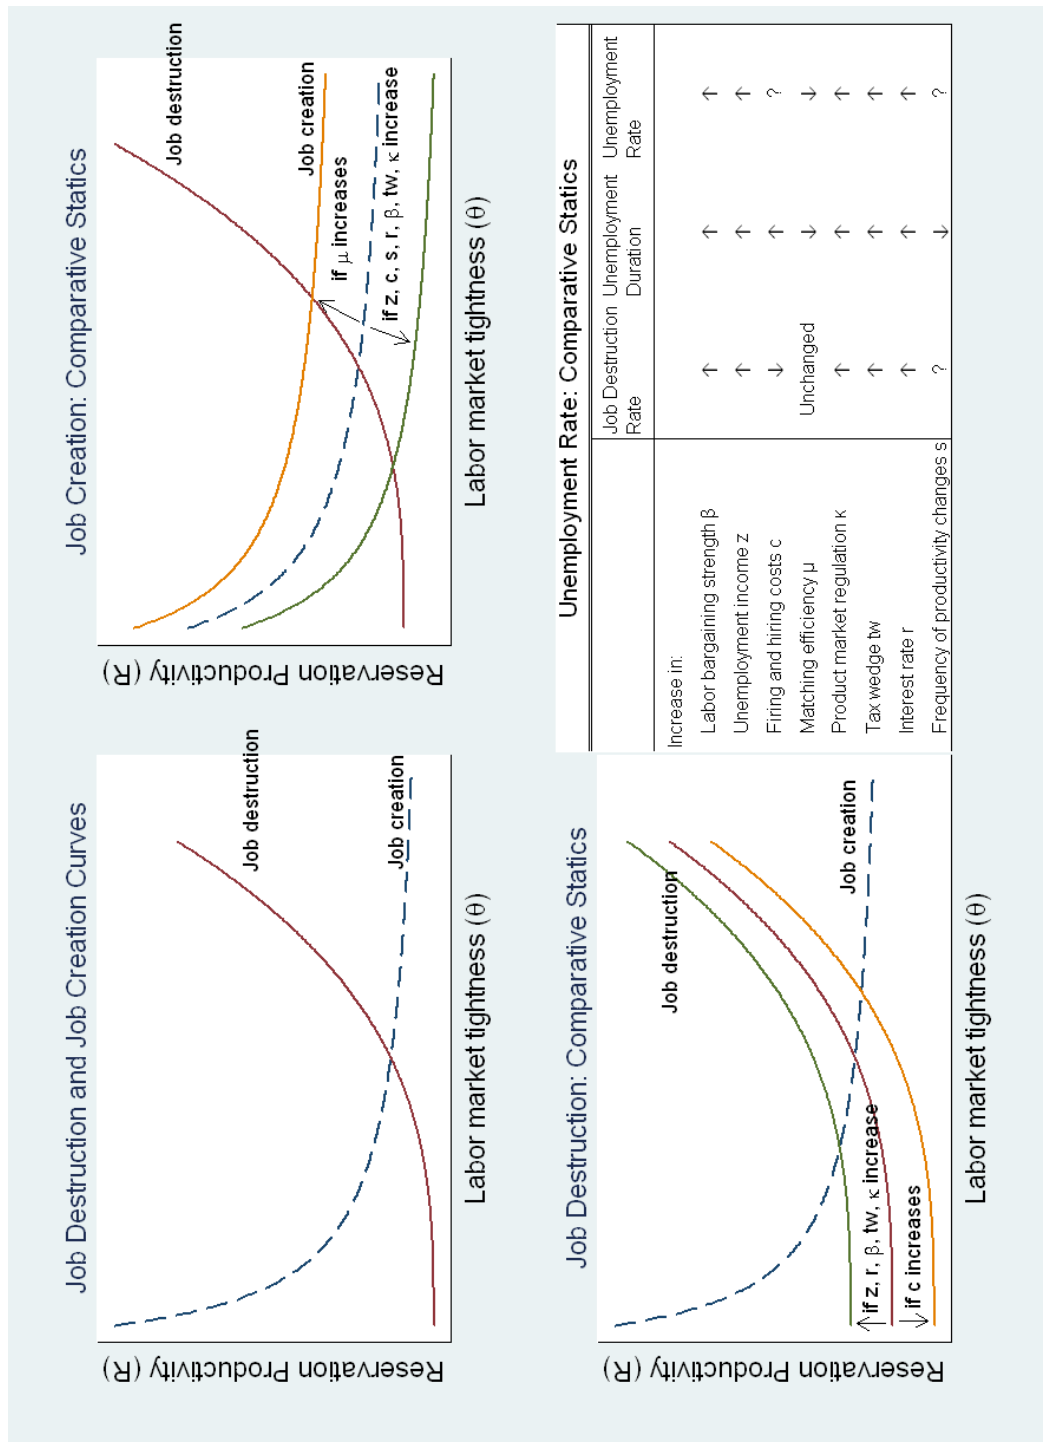 Job Destruction and Job Creation Curves
Reservation Productivity (R)
Job destruction
Job creation
Labor market tightness (θ)
Job Creation: Comparative Statics
Reservation Productivity (R)
Job destruction
Job creation
if μ increases
if z, c, s, r, β, tw, κ increase
Labor market tightness (θ)
Job Destruction: Comparative Statics
Reservation Productivity (R)
Job destruction
Job creation
if z, r, β, tw, κ increase
if c increases
Labor market tightness (θ)
Unemployment Rate: Comparative Statics
Job Destruction Unemployment Unemployment
Rate Duration Rate
Increase in:
Labor bargaining strength β ↑ ↑ ↑
Unemployment income z ↑ ↑ ↑
Firing and hiring costs c ↓ ↑ ?
Matching efficiency μ Unchanged ↓ ↓
Product market regulation κ ↑ ↑ ↑
Tax wedge tw ↑ ↑ ↑
Interest rate r ↑ ↑ ↑
Frequency of productivity changes s ? ↓ ?